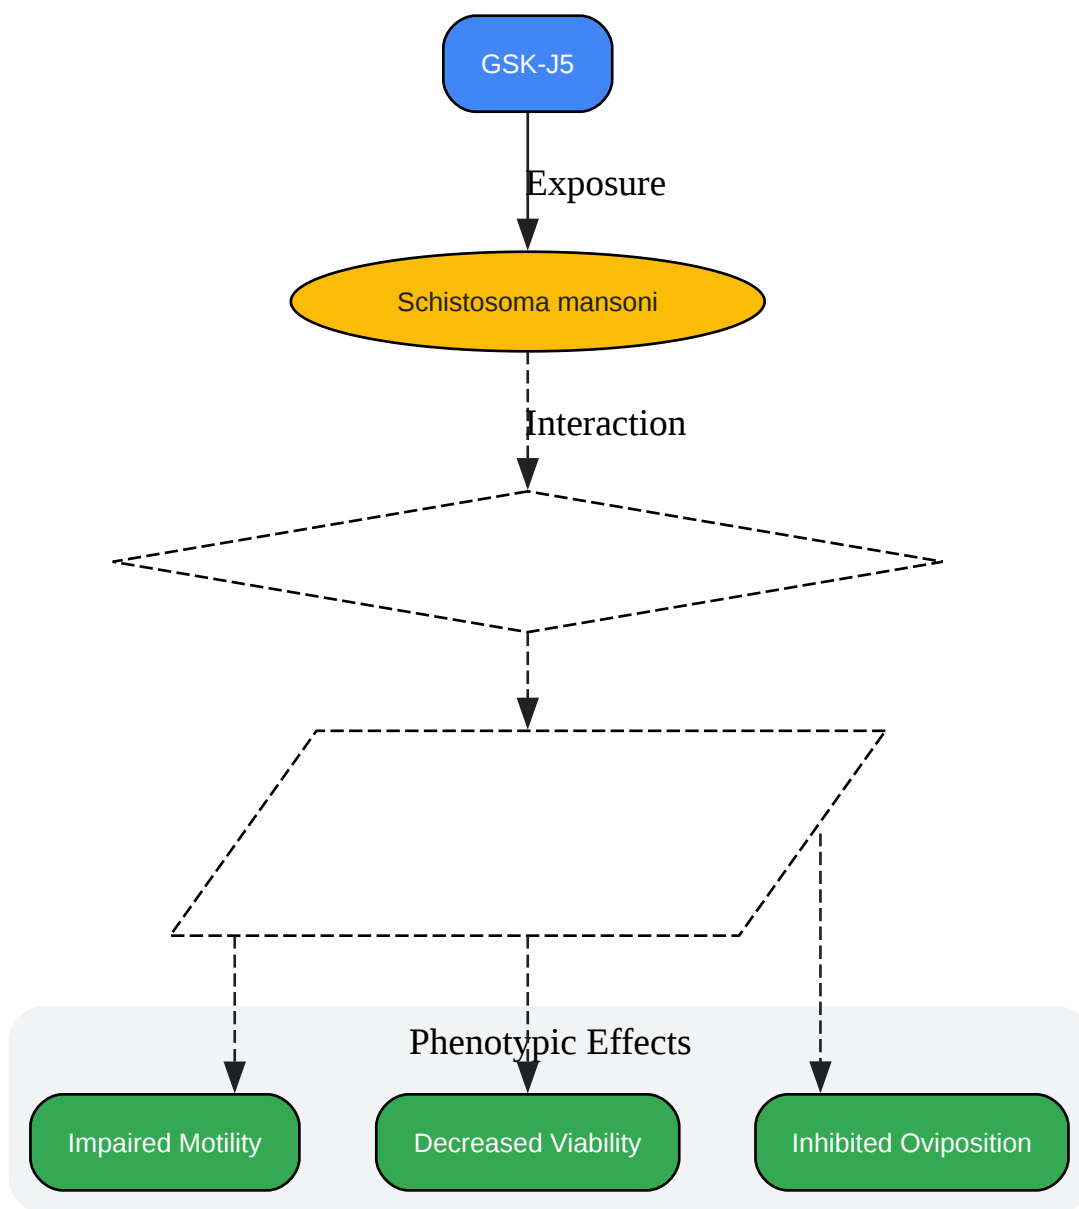 GSK-J5
Exposure
Schistosoma mansoni
Interaction
Phenotypic Effects
Impaired Motility
Decreased Viability
Inhibited Oviposition